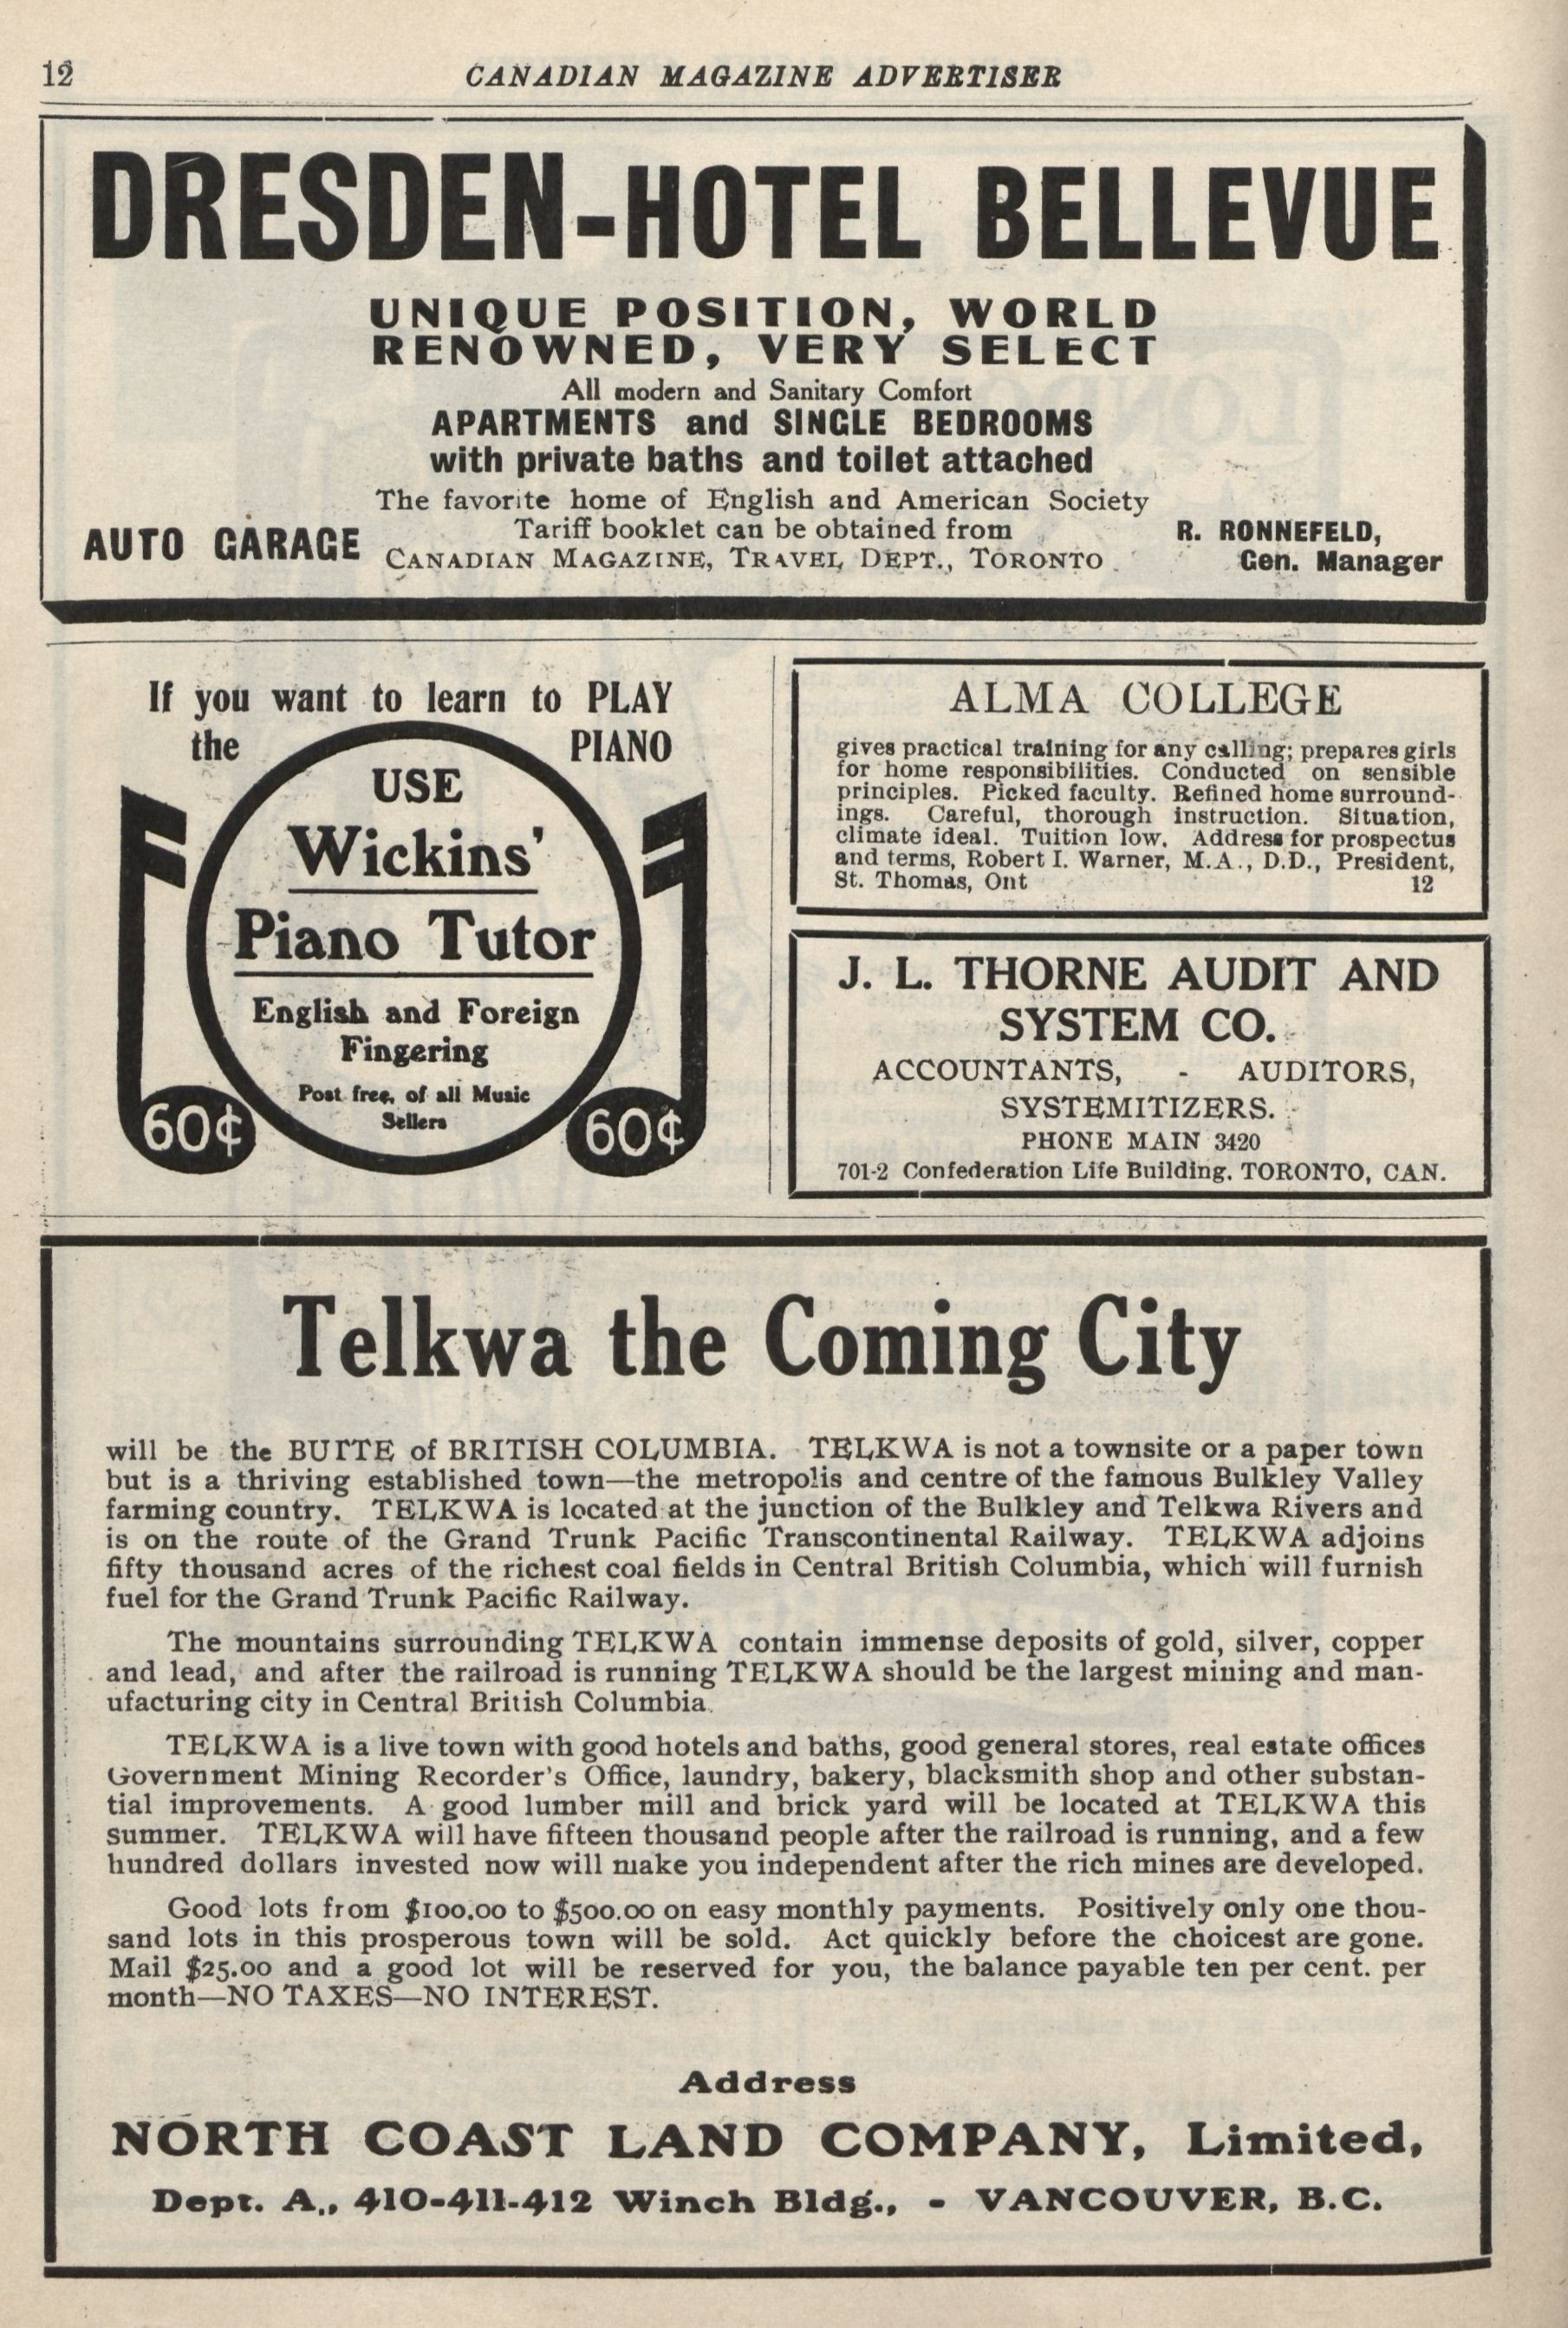 12
CANADIAN MAGAZINE ADVERTISER
DRESDEN-HOTEL BELLEVUE
UNIQUE POSITION, WORLD
RENOWNED, VERY SELECT
All modern and Sanitary Comfort
APARTMENTS and SINGLE BEDROOMS
with private baths and toilet attached
The favorite home of English and American Society
Tariff booklet can be obtained from
CANADIAN MAGAZINE, TRAVEL DEPT., TORONTO
AUTO GARAGE
R. RONNEFELD,
Gen. Manager
If you want to learn to PLAY
the PIANO
USE
Wickins'
Piano Tutor
English and Foreign
Fingering
Post free, of all Music
Sellers
60¢
60¢
ALMA COLLEGE
gives practical training for any calling; prepares girls
for home responsibilities. Conducted on sensible
principles. Picked faculty. Refined home surround-
ings. Careful, thorough instruction. Situation,
climate ideal. Tuition low. Address for prospectus
and terms, Robert I. Warner, M.A., D.D., President,
St. Thomas, Ont 12
J. L. THORNE AUDIT AND
SYSTEM CO.
ACCOUNTANTS, - AUDITORS,
SYSTEMITIZERS.
PHONE MAIN 3420
701-2 Confederation Life Building. TORONTO, CAN.
Telkwa the Coming City
will be the BUTTE of BRITISH COLUMBIA. TELKWA is not a townsite or a paper town
but is a thriving established town—the metropolis and centre of the famous Bulkley Valley
farming country. TELKWA is located at the junction of the Bulkley and Telkwa Rivers and
is on the route of the Grand Trunk Pacific Transcontinental Railway. TELKWA adjoins
fifty thousand acres of the richest coal fields in Central British Columbia, which will furnish
fuel for the Grand Trunk Pacific Railway.
The mountains surrounding TELKWA contain immense deposits of gold, silver, copper
and lead, and after the railroad is running TELKWA should be the largest mining and man-
ufacturing city in Central British Columbia.
TELKWA is a live town with good hotels and baths, good general stores, real estate offices
Government Mining Recorder's Office, laundry, bakery, blacksmith shop and other substan-
tial improvements. A good lumber mill and brick yard will be located at TELKWA this
summer. TELKWA will have fifteen thousand people after the railroad is running, and a few
hundred dollars invested now will make you independent after the rich mines are developed.
Good lots from $100.00 to $500.00 on easy monthly payments. Positively only one thou-
sand lots in this prosperous town will be sold. Act quickly before the choicest are gone.
Mail $25.00 and a good lot will be reserved for you, the balance payable ten per cent. per
month—NO TAXES—NO INTEREST.
Address
NORTH COAST LAND COMPANY, Limited,
Dept. A., 410-411-412 Winch Bldg., - VANCOUVER, B.C.